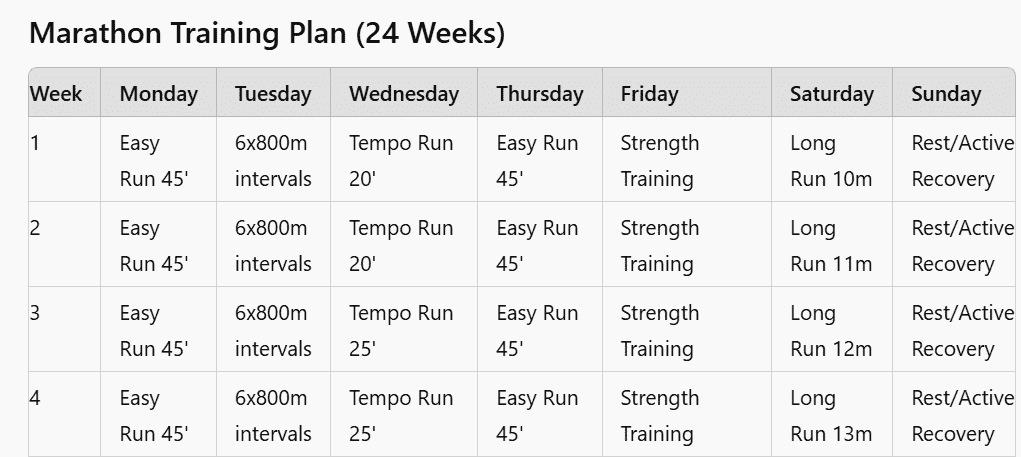 Marathon Training Plan (24 Weeks)
Week Monday Tuesday Wednesday Thursday Friday Saturday Sunday
1 Easy 6x800m Tempo Run Easy Run Strength Long Rest/Active
Run 45' intervals 20' 45' Training Run 10m Recovery
2 Easy 6x800m Tempo Run Easy Run Strength Long Rest/Active
Run 45' intervals 20' 45' Training Run 11m Recovery
3 Easy 6x800m Tempo Run Easy Run Strength Long Rest/Active
Run 45' intervals 25' 45' Training Run 12m Recovery
4 Easy 6x800m Tempo Run Easy Run Strength Long Rest/Active
Run 45' intervals 25' 45' Training Run 13m Recovery